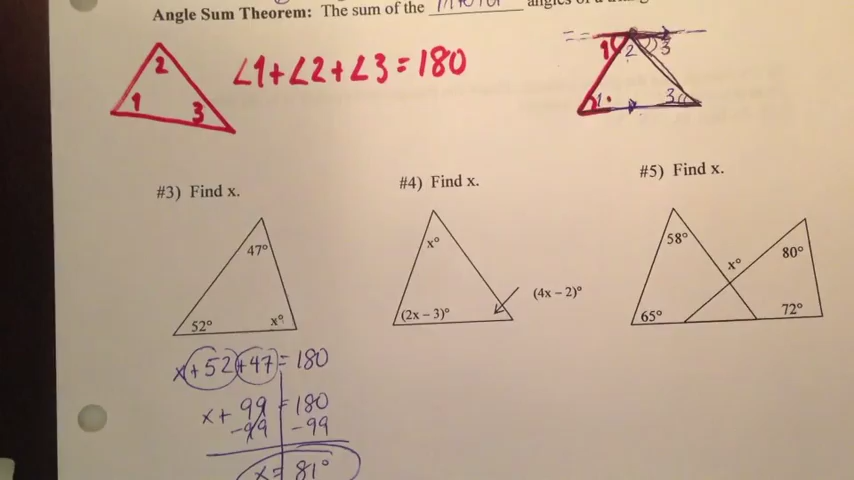 Angle Sum Theorem: The sum of the interior angles of a
2
1
3
∠1+∠2+∠3=180
1
2
3
1
3
#3) Find x.
#4) Find x.
#5) Find x.
47°
52°
x°
x°
(2x – 3)°
(4x – 2)°
58°
65°
x°
80°
72°
x+52+47=180
x+ 99 = 180
-99 -99
x= 81°